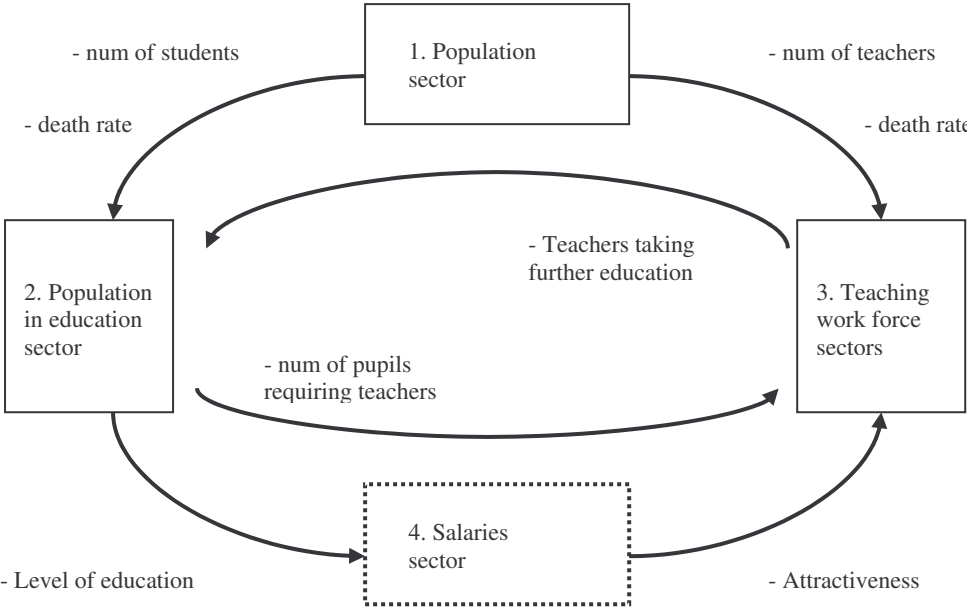 - num of students
1. Population
sector
- num of teachers
- death rate
- death rate
- Teachers taking
further education
2. Population
in education
sector
3. Teaching
work force
sectors
- num of pupils
requiring teachers
4. Salaries
sector
- Level of education
- Attractiveness